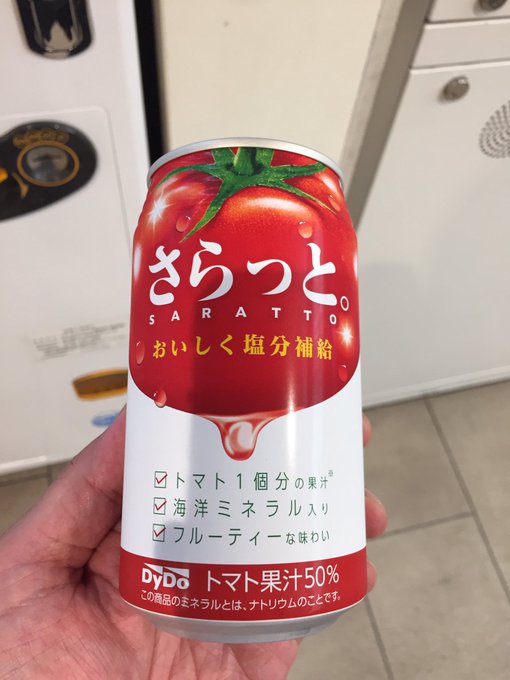 さらっと。
SARATTO
おいしく塩分補給
☑トマト1個分の果汁※
☑海洋ミネラル入り
☑フルーティーな味わい
DyDo トマト果汁50%
この商品のミネラルとは、ナトリウムのことです。